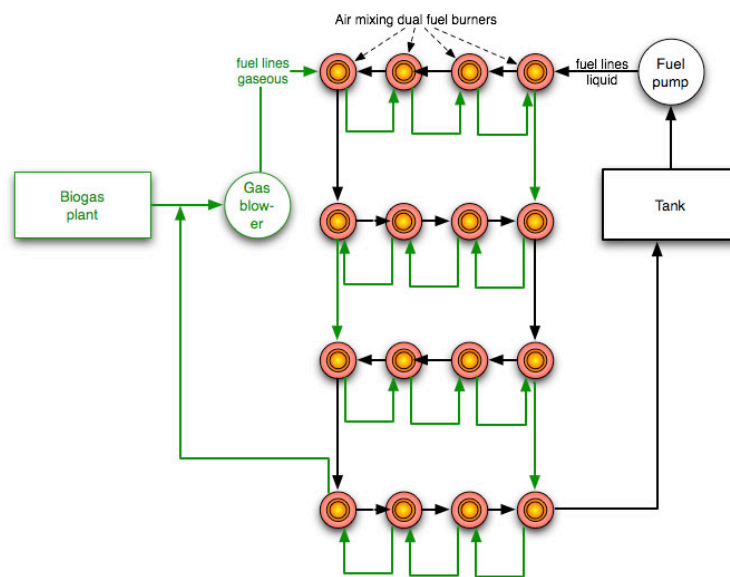 Air mixing dual fuel burners
fuel lines
gaseous
fuel lines
liquid
Fuel
pump
Biogas
plant
Gas
blow-
er
Tank